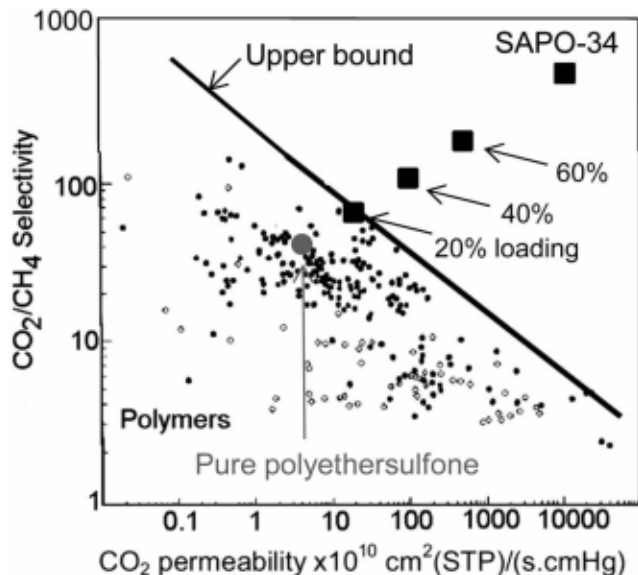 1000
SAPO-34
Upper bound
60%
100
40%
20% loading
CO2/CH4 Selectivity
10
Polymers
Pure polyethersulfone
1
0.1 1 10 100 1000 10000
CO2 permeability x10^10 cm^2(STP)/(s.cmHg)